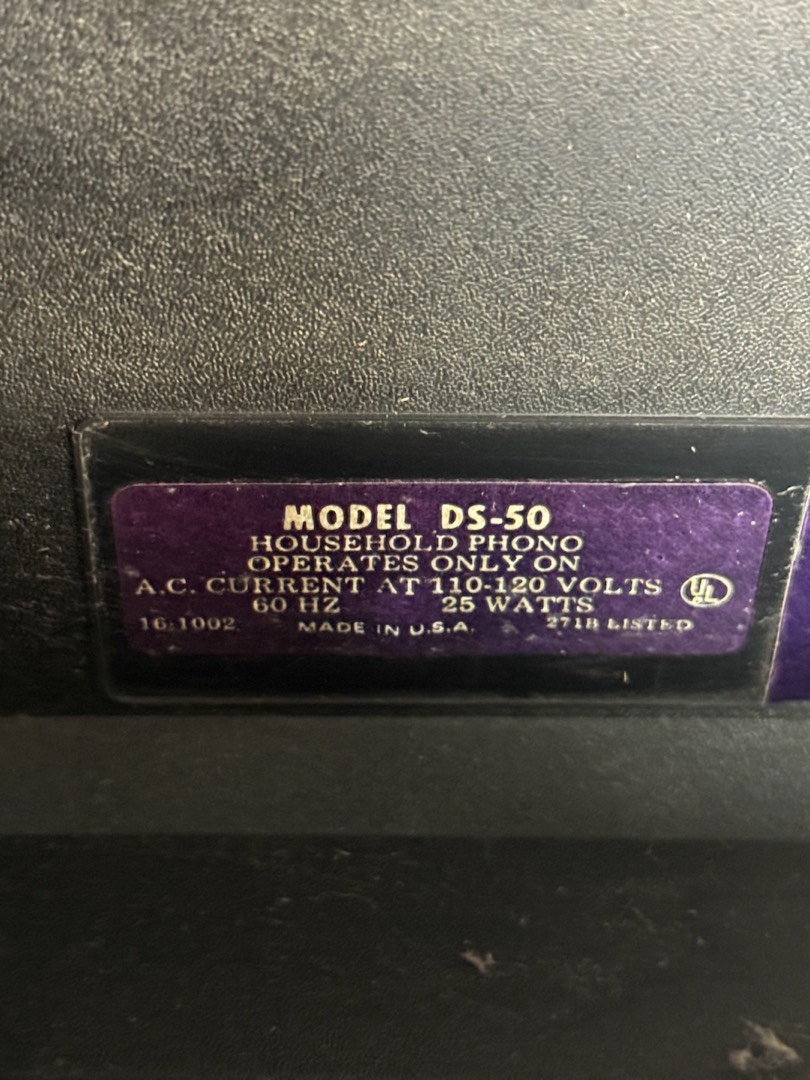 MODEL DS-50
HOUSEHOLD PHONO
OPERATES ONLY ON
A.C. CURRENT AT 110-120 VOLTS
60 HZ 25 WATTS
UL
16-1002 MADE IN U.S.A. 271B LISTED